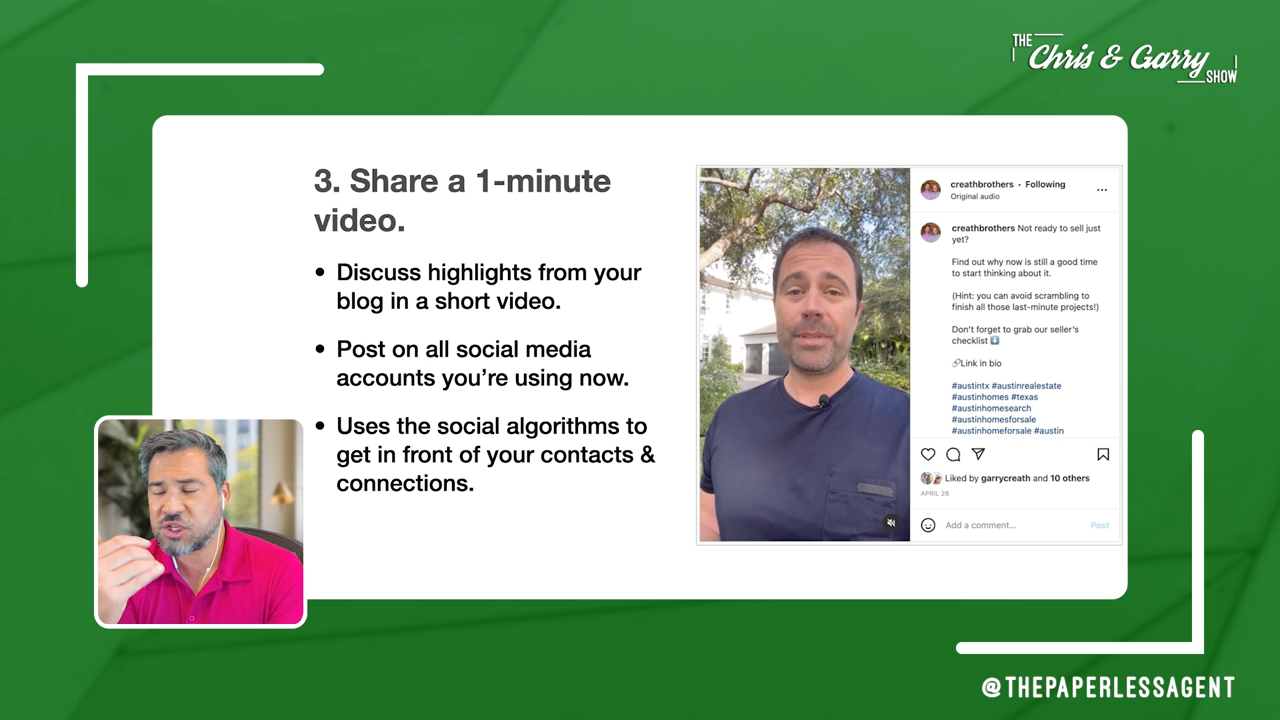 THE
Chris & Garry
SHOW
3. Share a 1-minute
video.
• Discuss highlights from your
blog in a short video.
• Post on all social media
accounts you’re using now.
• Uses the social algorithms to
get in front of your contacts &
connections.
creathbrothers • Following
Original audio
creathbrothers Not ready to sell just
yet?
Find out why now is still a good time
to start thinking about it.
(Hint: you can avoid scrambling to
finish all those last-minute projects!)
Don’t forget to grab our seller’s
checklist ⬇️
🔗Link in bio
#austintx #austinrealestate
#austinhomes #texas
#austinhomesearch
#austinhomesforsale
#austinhomeforsale #austin
Liked by garrycreath and 10 others
APRIL 26
Add a comment...
Post
@THEPAPERLESSAGENT